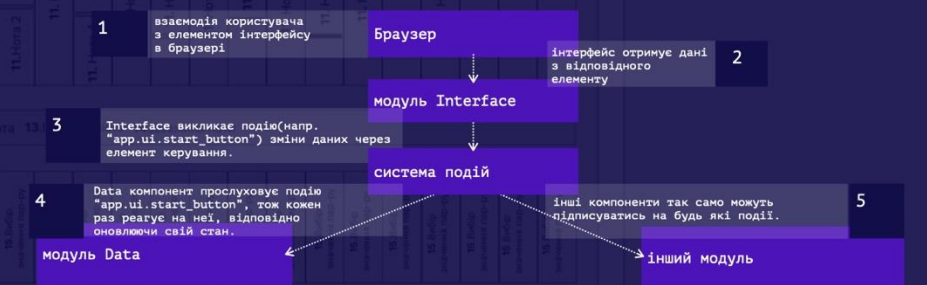 1
взаємодія користувача
з елементом інтерфейсу
в браузері
Браузер
інтерфейс отримує дані
з відповідного
елементу
2
модуль Interface
3
Interface викликає подію(напр.
“app.ui.start_button”) зміни даних через
елемент керування.
система подій
4
Data компонент прослуховує подію
“app.ui.start_button”, тож кожен
раз реагує на неї, відповідно
оновлюючи свій стан.
інші компоненти так само можуть
підписуватись на будь які події.
5
модуль Data
інший модуль